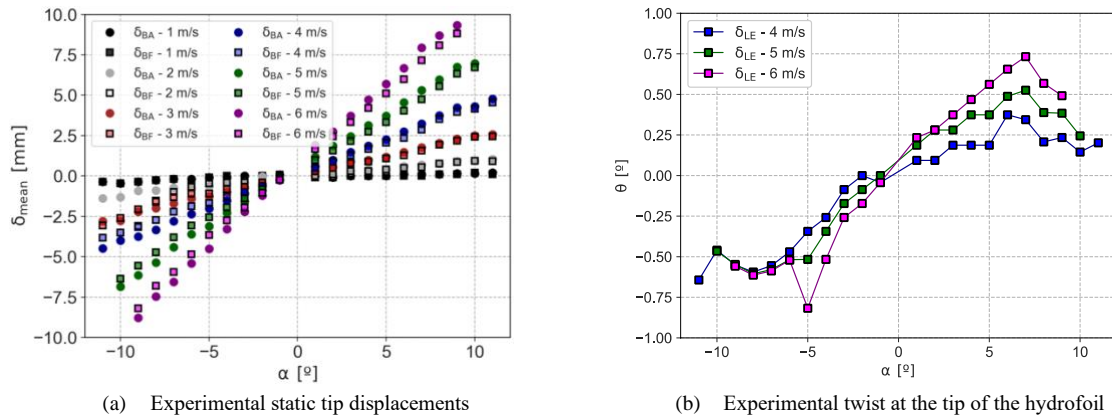 10.0
7.5
5.0
2.5
0.0
−2.5
−5.0
−7.5
−10.0
δmean [mm]
δBA - 1 m/s
δBF - 1 m/s
δBA - 2 m/s
δBF - 2 m/s
δBA - 3 m/s
δBF - 3 m/s
δBA - 4 m/s
δBF - 4 m/s
δBA - 5 m/s
δBF - 5 m/s
δBA - 6 m/s
δBF - 6 m/s
−10 −5 0 5 10
α [º]
(a) Experimental static tip displacements
1.00
0.75
0.50
0.25
0.00
−0.25
−0.50
−0.75
−1.00
θ [º]
δLE - 4 m/s
δLE - 5 m/s
δLE - 6 m/s
−10 −5 0 5 10
α [º]
(b) Experimental twist at the tip of the hydrofoil